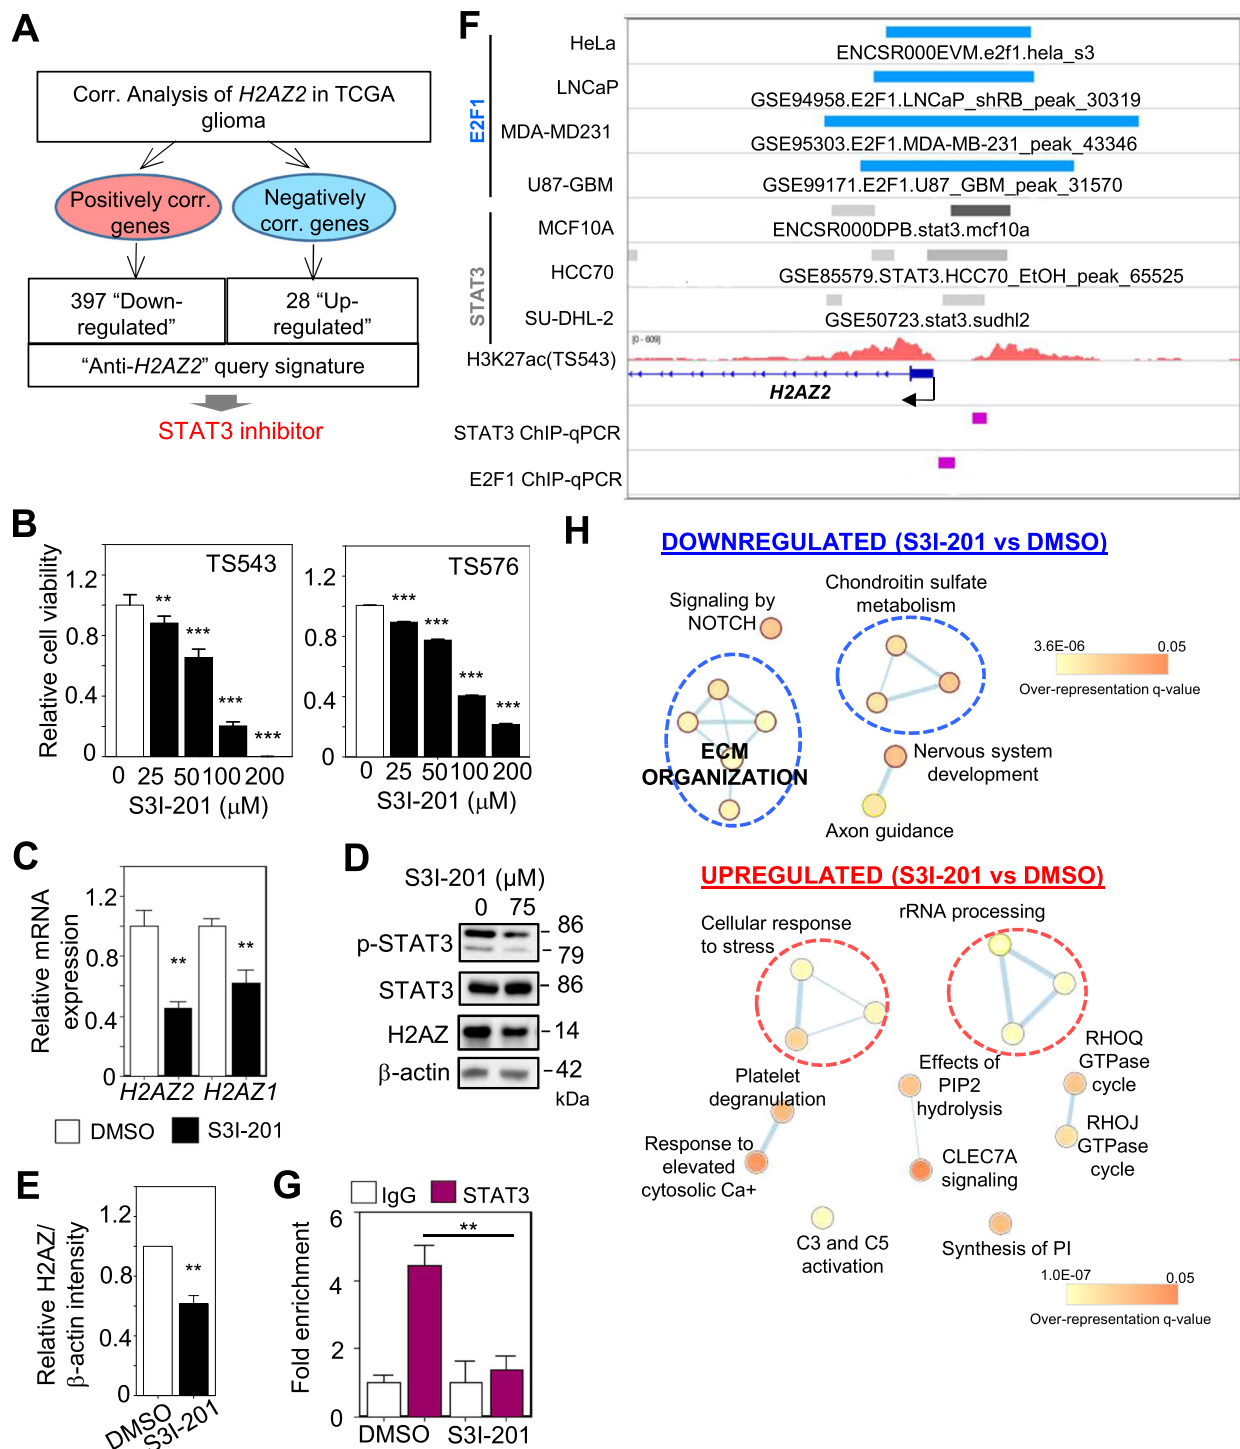 A
Corr. Analysis of H2AZ2 in TCGA
glioma
Positively corr.
genes
Negatively
corr. genes
397 “Down-
regulated”
28 “Up-
regulated”
“Anti-H2AZ2” query signature
STAT3 inhibitor
F
E2F1
STAT3
HeLa
ENCSR000EVM.e2f1.hela_s3
LNCaP
GSE94958.E2F1.LNCaP_shRB_peak_30319
MDA-MD231
GSE95303.E2F1.MDA-MB-231_peak_43346
U87-GBM
GSE99171.E2F1.U87_GBM_peak_31570
MCF10A
ENCSR000DPB.stat3.mcf10a
HCC70
GSE85579.STAT3.HCC70_EtOH_peak_65525
SU-DHL-2
GSE50723.stat3.sudhl2
[0 - 609]
H3K27ac(TS543)
H2AZ2
STAT3 ChIP-qPCR
E2F1 ChIP-qPCR
B
Relative cell viability
TS543
1.2
0.8
0.4
0
**
***
***
***
0 25 50 100 200
S3I-201 (μM)
TS576
1.2
0.8
0.4
0
***
***
***
***
0 25 50 100 200
S3I-201 (μM)
C
Relative mRNA
expression
1.2
0.8
0.4
0
**
**
H2AZ2 H2AZ1
DMSO S3I-201
D
S3I-201 (μM)
0 75
p-STAT3
86
79
STAT3
86
H2AZ
14
β-actin
42
kDa
E
Relative H2AZ/
β-actin intensity
1.2
0.8
0.4
0
**
DMSO
S3I-201
G
IgG STAT3
Fold enrichment
6
4
2
0
**
DMSO S3I-201
H
DOWNREGULATED (S3I-201 vs DMSO)
Signaling by
NOTCH
Chondroitin sulfate
metabolism
3.6E-06 0.05
Over-representation q-value
ECM
ORGANIZATION
Nervous system
development
Axon guidance
UPREGULATED (S3I-201 vs DMSO)
Cellular response
to stress
rRNA processing
Platelet
degranulation
Effects of
PIP2
hydrolysis
RHOQ
GTPase
cycle
Response to
elevated
cytosolic Ca+
CLEC7A
signaling
RHOJ
GTPase
cycle
C3 and C5
activation
Synthesis of PI
1.0E-07 0.05
Over-representation q-value